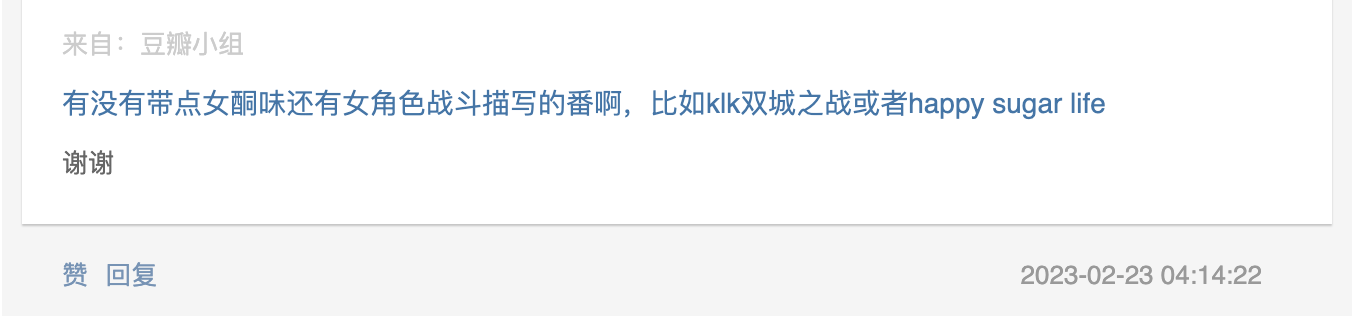 来自：豆瓣小组
有没有带点女酮味还有女角色战斗描写的番啊，比如klk双城之战或者happy sugar life
谢谢
赞 回复 2023-02-23 04:14:22